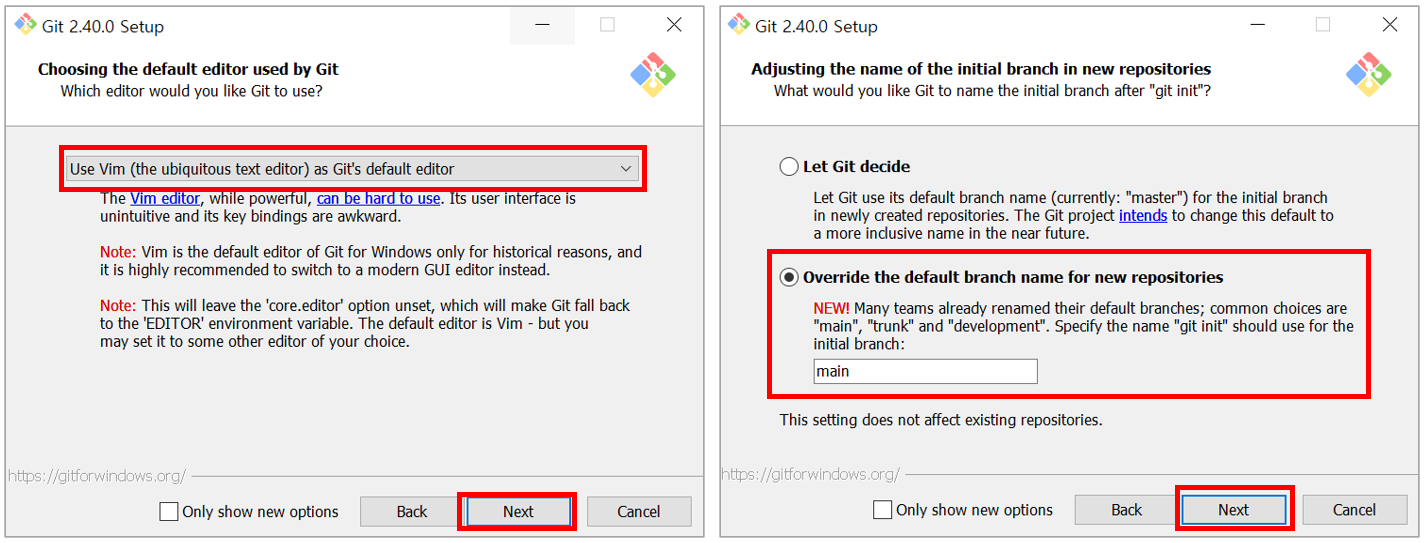 Git 2.40.0 Setup
Choosing the default editor used by Git
Which editor would you like Git to use?
Use Vim (the ubiquitous text editor) as Git's default editor
The Vim editor, while powerful, can be hard to use. Its user interface is
unintuitive and its key bindings are awkward.
Note: Vim is the default editor of Git for Windows only for historical reasons, and
it is highly recommended to switch to a modern GUI editor instead.
Note: This will leave the 'core.editor' option unset, which will make Git fall back
to the 'EDITOR' environment variable. The default editor is Vim - but you
may set it to some other editor of your choice.
https://gitforwindows.org/
Only show new options
Back
Next
Cancel
Git 2.40.0 Setup
Adjusting the name of the initial branch in new repositories
What would you like Git to name the initial branch after "git init"?
Let Git decide
Let Git use its default branch name (currently: "master") for the initial branch
in newly created repositories. The Git project intends to change this default to
a more inclusive name in the near future.
Override the default branch name for new repositories
NEW! Many teams already renamed their default branches; common choices are
"main", "trunk" and "development". Specify the name "git init" should use for the
initial branch:
main
This setting does not affect existing repositories.
https://gitforwindows.org/
Only show new options
Back
Next
Cancel